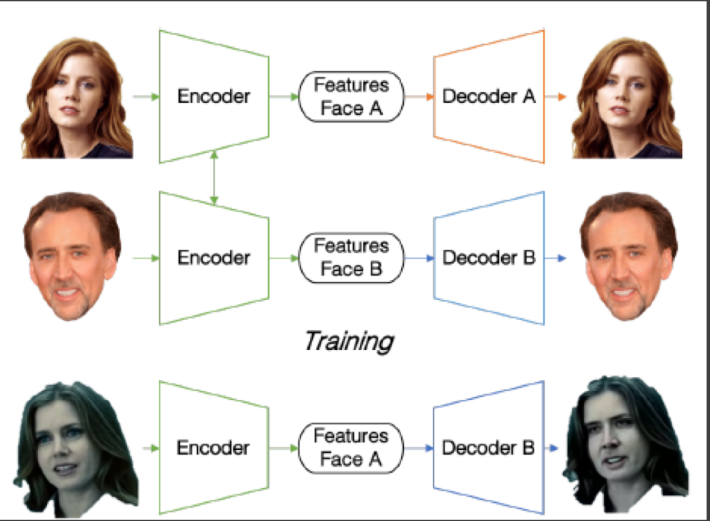 Encoder
Features
Face A
Decoder A
Encoder
Features
Face B
Decoder B
Training
Encoder
Features
Face A
Decoder B